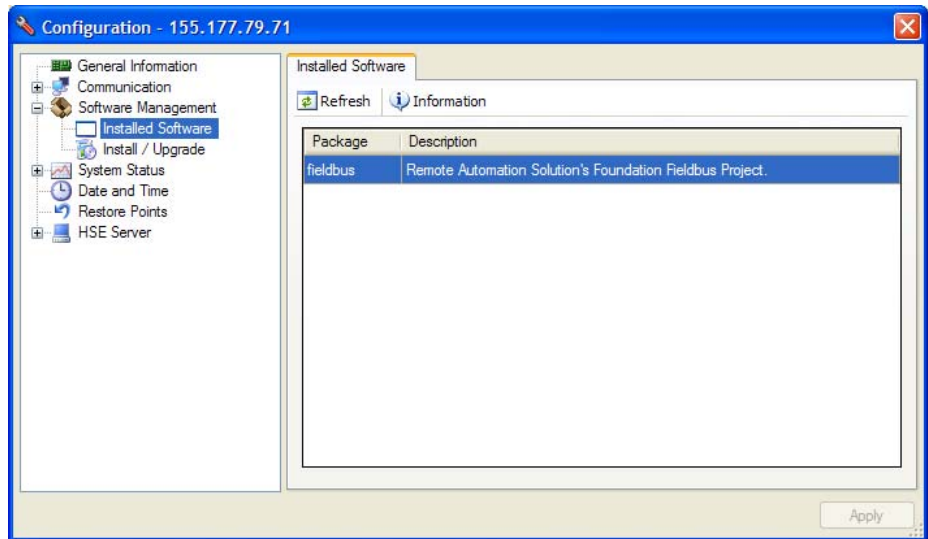 Configuration - 155.177.79.71
General Information
Communication
Software Management
Installed Software
Install / Upgrade
System Status
Date and Time
Restore Points
HSE Server
Installed Software
Refresh Information
Package Description
fieldbus Remote Automation Solution's Foundation Fieldbus Project.
Apply